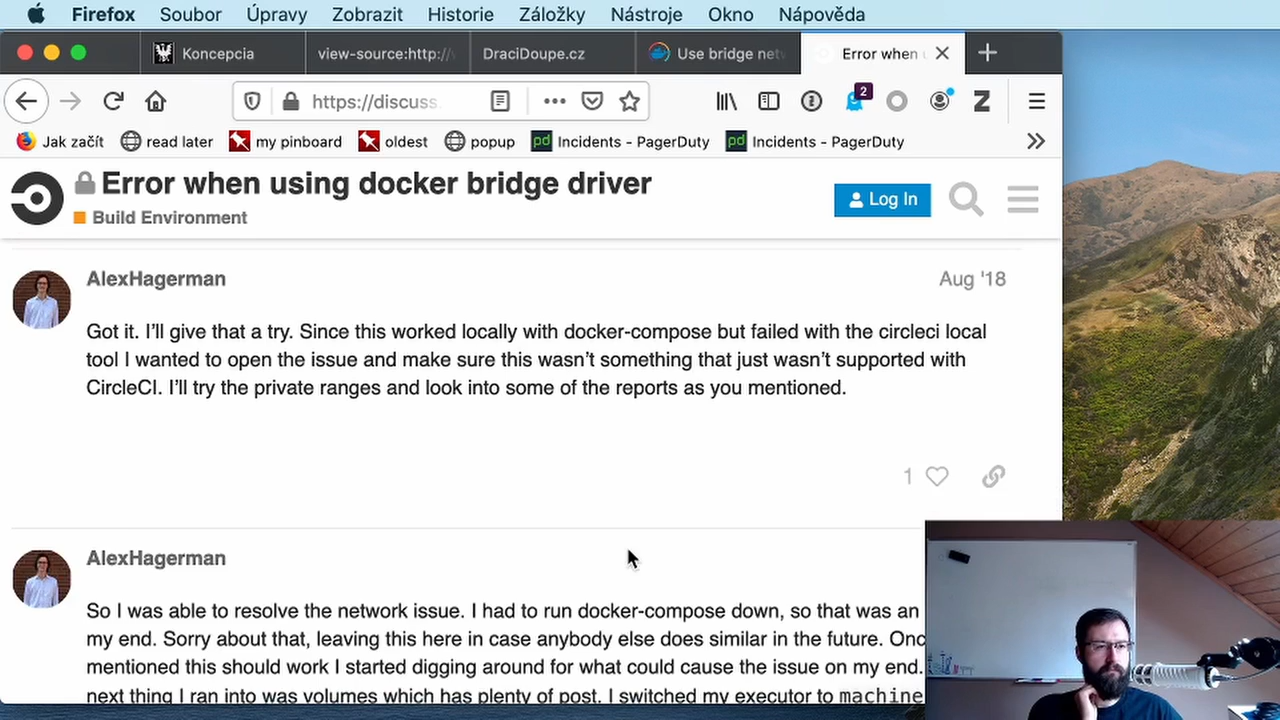 Firefox Soubor Úpravy Zobrazit Historie Záložky Nástroje Okno Nápověda
Koncepcia view-source:http:// DraciDoupe.cz Use bridge net Error when
https://discuss. 2
Jak začít read later my pinboard oldest popup pd Incidents - PagerDuty pd Incidents - PagerDuty
Error when using docker bridge driver
Build Environment
Log In
AlexHagerman Aug '18
Got it. I’ll give that a try. Since this worked locally with docker-compose but failed with the circleci local
tool I wanted to open the issue and make sure this wasn’t something that just wasn’t supported with
CircleCI. I’ll try the private ranges and look into some of the reports as you mentioned.
1
AlexHagerman
So I was able to resolve the network issue. I had to run docker-compose down, so that was an
my end. Sorry about that, leaving this here in case anybody else does similar in the future. Onc
mentioned this should work I started digging around for what could cause the issue on my end.
next thing I ran into was volumes which has plenty of post. I switched my executor to machine